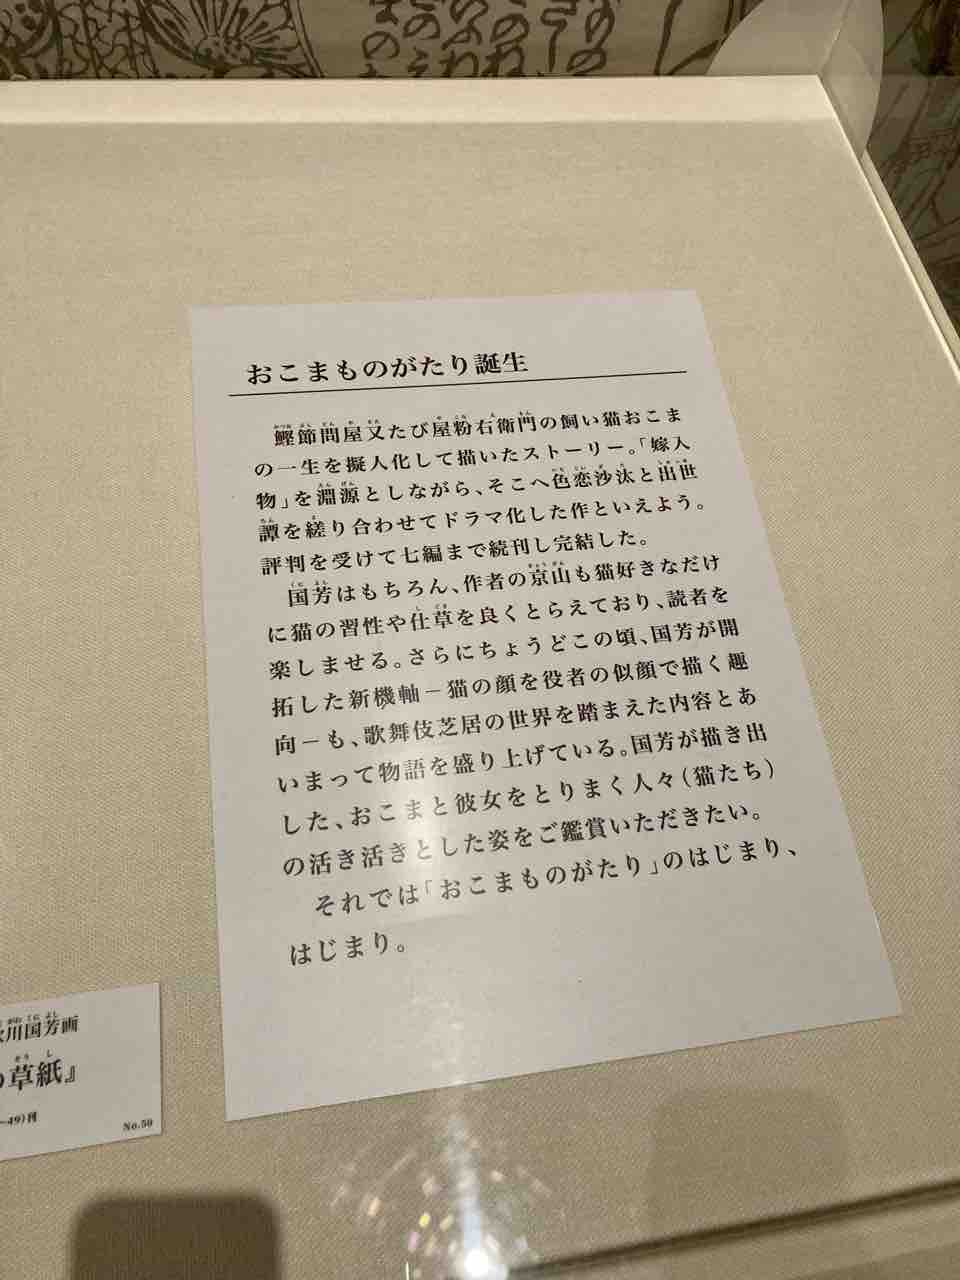 おこまものがたり誕生
鰹節問屋又たび屋粉右衛門の飼い猫おこま
の一生を擬人化して描いたストーリー。「嫁入
物」を淵源としながら、そこへ色恋沙汰と出世
譚を縒り合わせてドラマ化した作といえよう。
評判を受けて七編まで続刊し完結した。
国芳はもちろん、作者の京山も猫好きなだけ
に猫の習性や仕草を良くとらえており、読者を
楽しませる。さらにちょうどこの頃、国芳が開
拓した新機軸－猫の顔を役者の似顔で描く趣
向－も、歌舞伎芝居の世界を踏まえた内容とあ
いまって物語を盛り上げている。国芳が描き出
した、おこまと彼女をとりまく人々（猫たち）
の活き活きとした姿をご鑑賞いただきたい。
それでは「おこまものがたり」のはじまり、
はじまり。
川国芳画
草紙』
～49）刊
No.50